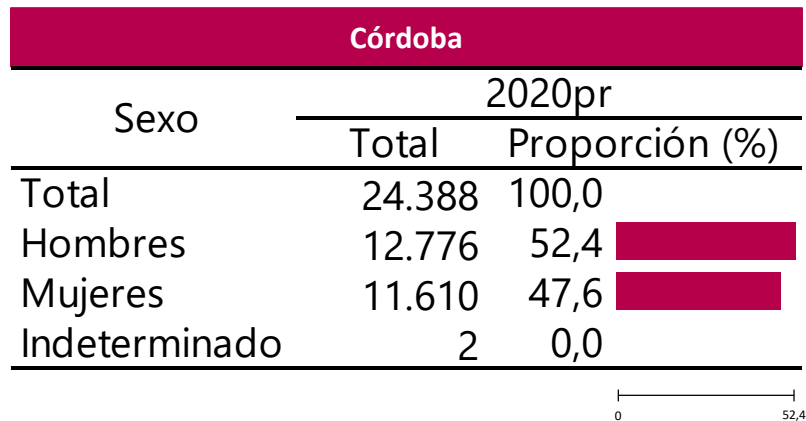 Córdoba
Sexo
2020pr
Total Proporción (%)
Total 24.388 100,0
Hombres 12.776 52,4
Mujeres 11.610 47,6
Indeterminado 2 0,0
0 52,4